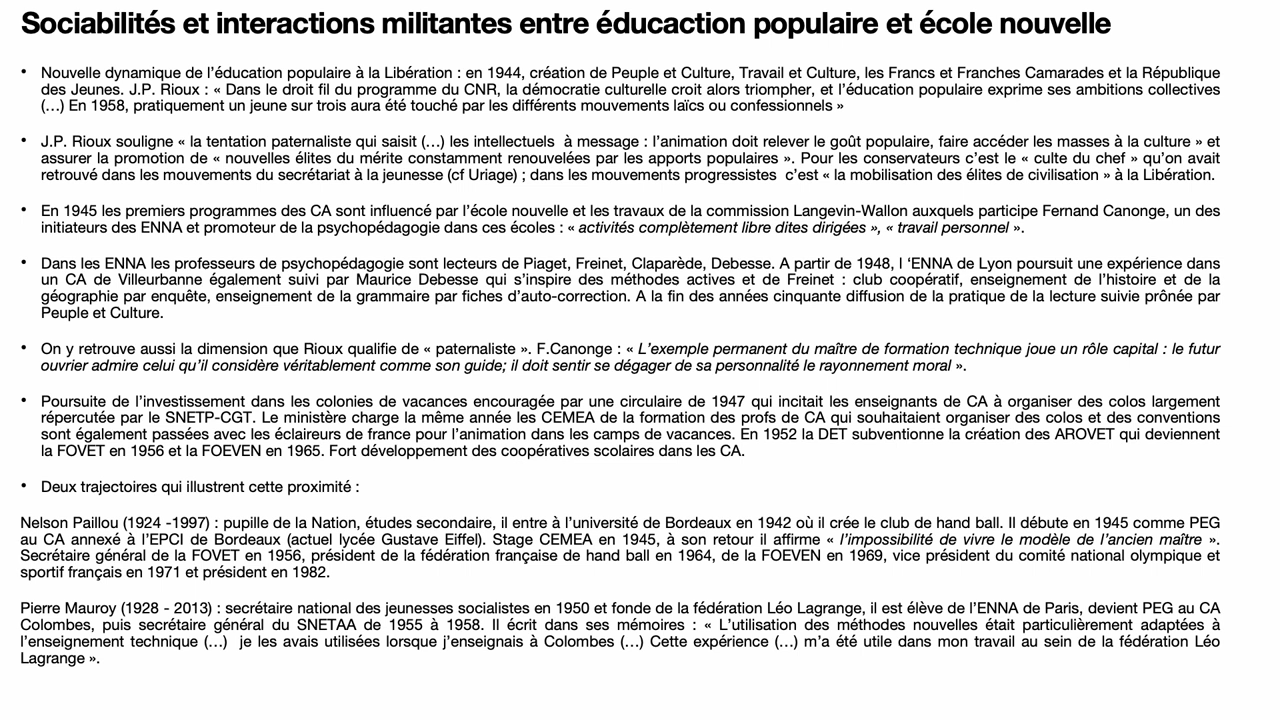 Sociabilités et interactions militantes entre éducaction populaire et école nouvelle
• Nouvelle dynamique de l’éducation populaire à la Libération : en 1944, création de Peuple et Culture, Travail et Culture, les Francs et Franches Camarades et la République
des Jeunes. J.P. Rioux : « Dans le droit fil du programme du CNR, la démocratie culturelle croit alors triompher, et l’éducation populaire exprime ses ambitions collectives
(…) En 1958, pratiquement un jeune sur trois aura été touché par les différents mouvements laïcs ou confessionnels »
• J.P. Rioux souligne « la tentation paternaliste qui saisit (…) les intellectuels à message : l’animation doit relever le goût populaire, faire accéder les masses à la culture » et
assurer la promotion de « nouvelles élites du mérite constamment renouvelées par les apports populaires ». Pour les conservateurs c’est le « culte du chef » qu’on avait
retrouvé dans les mouvements du secrétariat à la jeunesse (cf Uriage) ; dans les mouvements progressistes c’est « la mobilisation des élites de civilisation » à la Libération.
• En 1945 les premiers programmes des CA sont influencé par l’école nouvelle et les travaux de la commission Langevin-Wallon auxquels participe Fernand Canonge, un des
initiateurs des ENNA et promoteur de la psychopédagogie dans ces écoles : « activités complètement libre dites dirigées », « travail personnel ».
• Dans les ENNA les professeurs de psychopédagogie sont lecteurs de Piaget, Freinet, Claparède, Debesse. A partir de 1948, l ‘ENNA de Lyon poursuit une expérience dans
un CA de Villeurbanne également suivi par Maurice Debesse qui s’inspire des méthodes actives et de Freinet : club coopératif, enseignement de l’histoire et de la
géographie par enquête, enseignement de la grammaire par fiches d’auto-correction. A la fin des années cinquante diffusion de la pratique de la lecture suivie prônée par
Peuple et Culture.
• On y retrouve aussi la dimension que Rioux qualifie de « paternaliste ». F.Canonge : « L’exemple permanent du maître de formation technique joue un rôle capital : le futur
ouvrier admire celui qu’il considère véritablement comme son guide; il doit sentir se dégager de sa personnalité le rayonnement moral ».
• Poursuite de l’investissement dans les colonies de vacances encouragée par une circulaire de 1947 qui incitait les enseignants de CA à organiser des colos largement
répercutée par le SNETP-CGT. Le ministère charge la même année les CEMEA de la formation des profs de CA qui souhaitaient organiser des colos et des conventions
sont également passées avec les éclaireurs de france pour l’animation dans les camps de vacances. En 1952 la DET subventionne la création des AROVET qui deviennent
la FOVET en 1956 et la FOEVEN en 1965. Fort développement des coopératives scolaires dans les CA.
• Deux trajectoires qui illustrent cette proximité :
Nelson Paillou (1924 -1997) : pupille de la Nation, études secondaire, il entre à l’université de Bordeaux en 1942 où il crée le club de hand ball. Il débute en 1945 comme PEG
au CA annexé à l’EPCI de Bordeaux (actuel lycée Gustave Eiffel). Stage CEMEA en 1945, à son retour il affirme « l’impossibilité de vivre le modèle de l’ancien maître ».
Secrétaire général de la FOVET en 1956, président de la fédération française de hand ball en 1964, de la FOEVEN en 1969, vice président du comité national olympique et
sportif français en 1971 et président en 1982.
Pierre Mauroy (1928 - 2013) : secrétaire national des jeunesses socialistes en 1950 et fonde de la fédération Léo Lagrange, il est élève de l’ENNA de Paris, devient PEG au CA
Colombes, puis secrétaire général du SNETAA de 1955 à 1958. Il écrit dans ses mémoires : « L’utilisation des méthodes nouvelles était particulièrement adaptées à
l’enseignement technique (…) je les avais utilisées lorsque j’enseignais à Colombes (…) Cette expérience (…) m’a été utile dans mon travail au sein de la fédération Léo
Lagrange ».